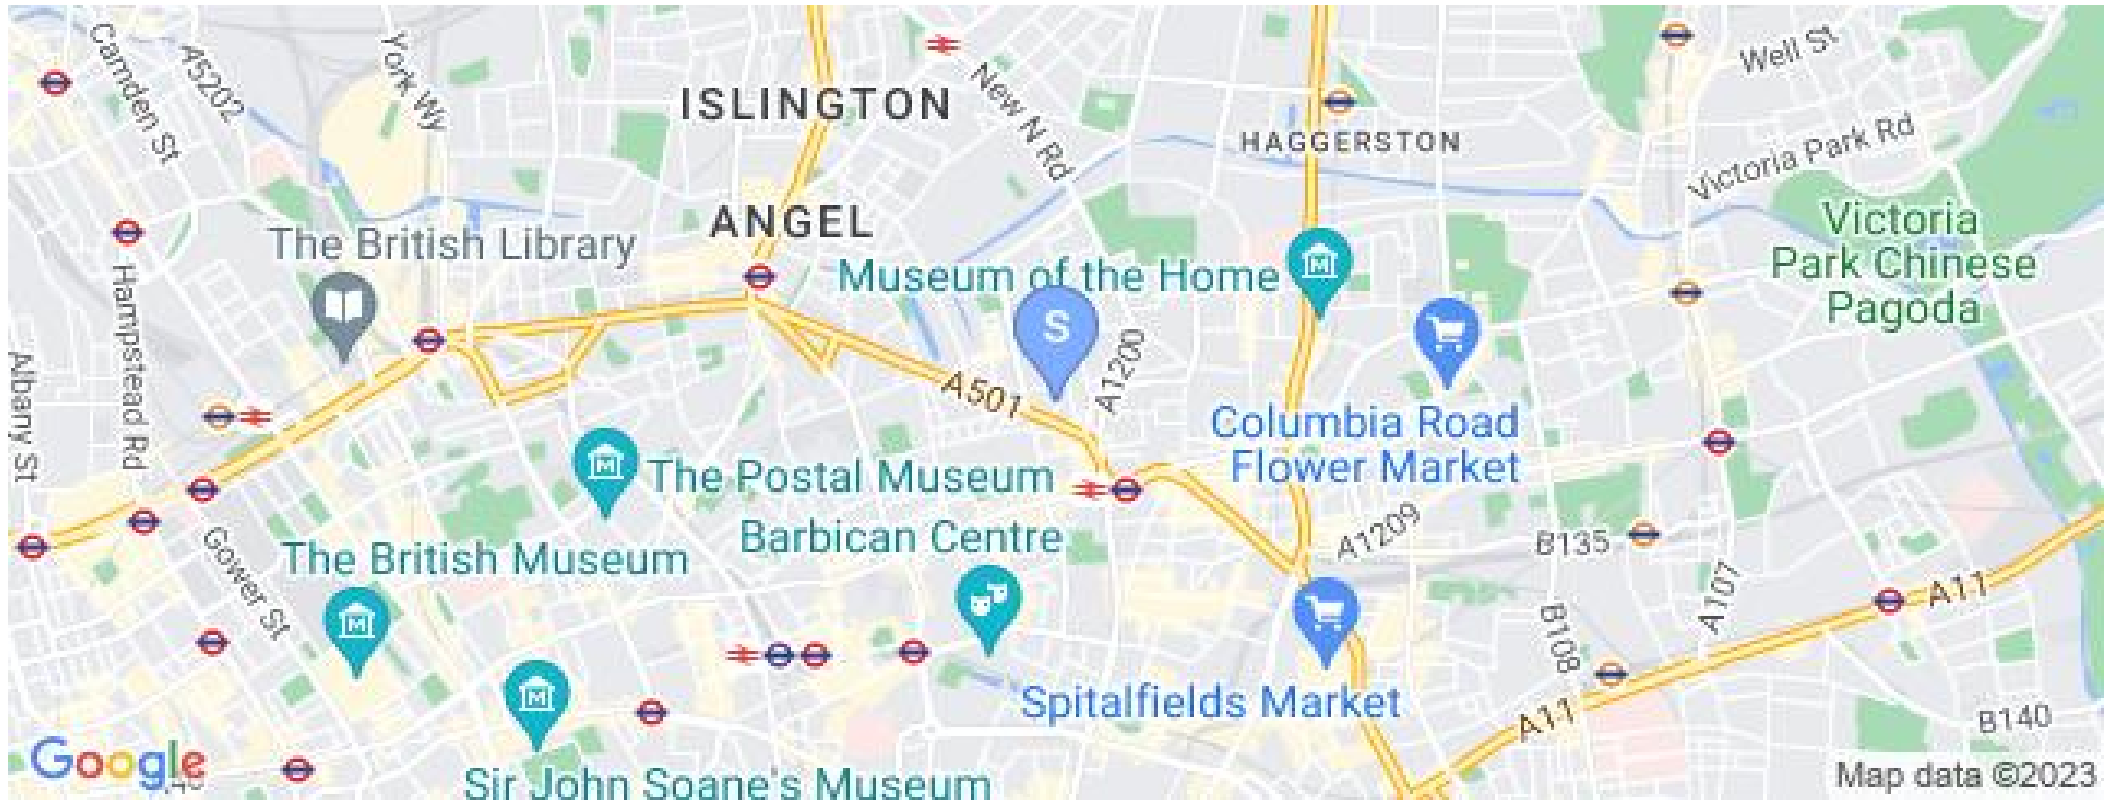 Camden St
45202
York Wy
ISLINGTON
New N Rd
HAGGERSTON
Well St
Victoria Park Rd
ANGEL
The British Library
Hampstead Rd
Albany St
Museum of the Home
S
A1200
A501
Victoria
Park Chinese
Pagoda
Columbia Road
Flower Market
M
The Postal Museum
Barbican Centre
A1209
B135
A107
B108
A11
Gower St
The British Museum
M
M
M
Spitalfields Market
A11
B140
Sir John Soane's Museum
Google
Map data ©2023